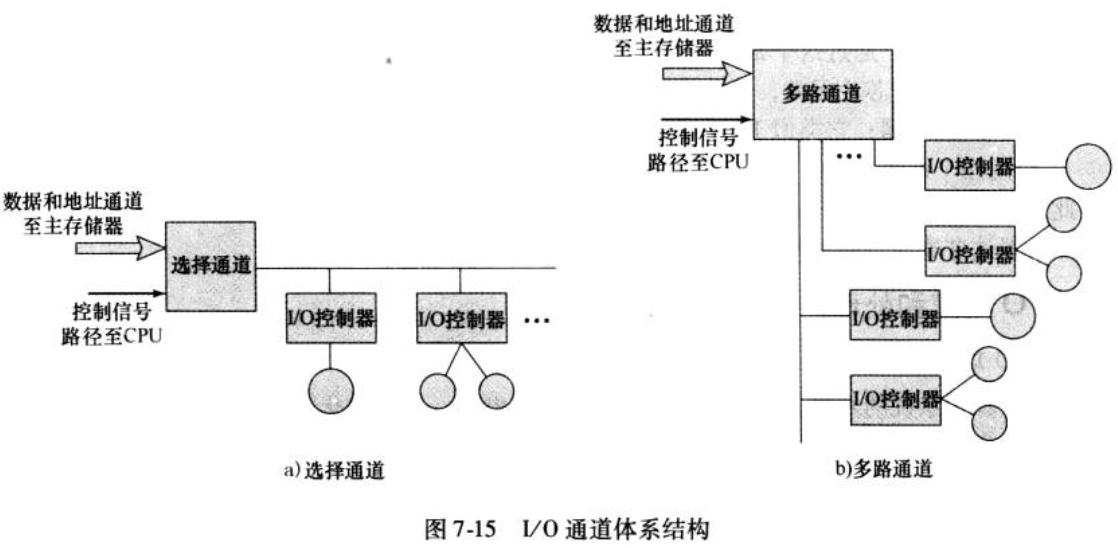 数据和地址通道
至主存储器
选择通道
控制信号
路径至CPU
I/O控制器
I/O控制器
...
a)选择通道
数据和地址通道
至主存储器
多路通道
控制信号
路径至CPU
...
I/O控制器
I/O控制器
I/O控制器
I/O控制器
b)多路通道
图 7-15 I/O 通道体系结构